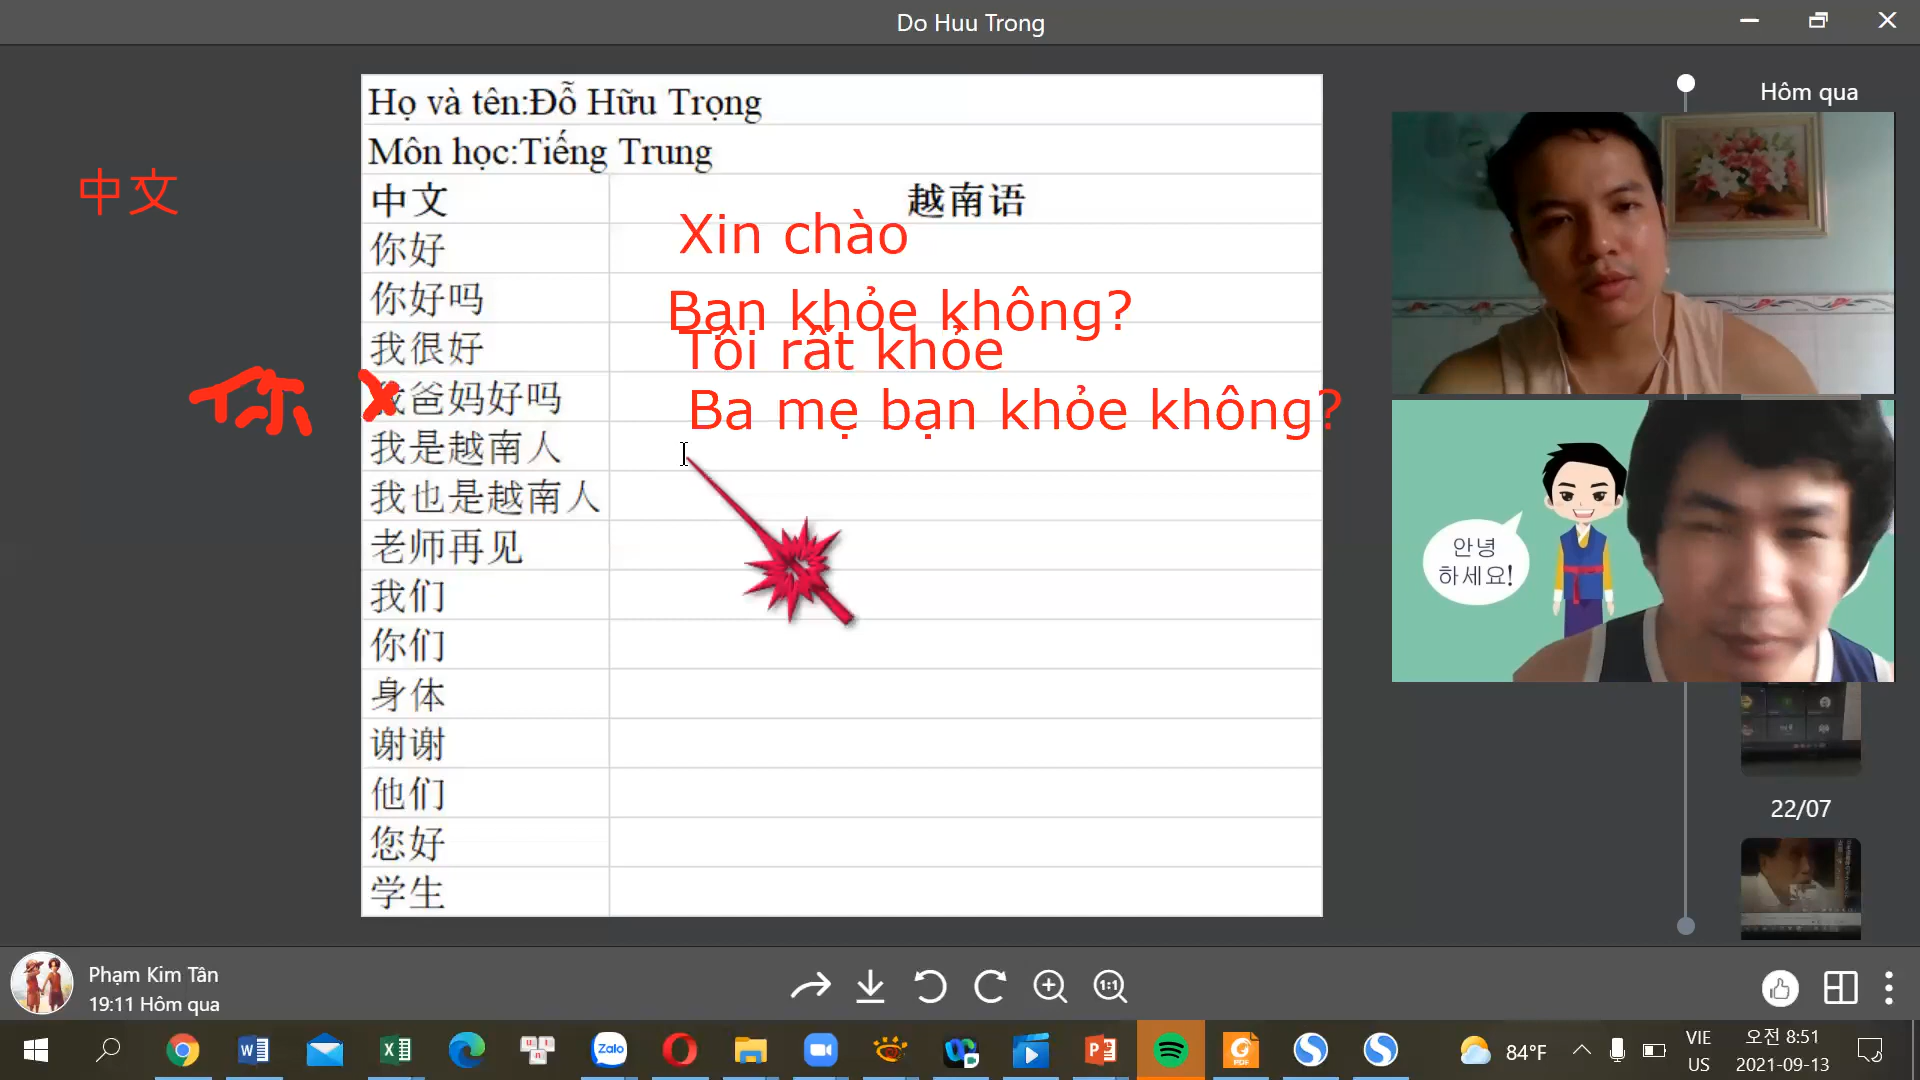 Do Huu Trong
Họ và tên:Đỗ Hữu Trọng
Môn học:Tiếng Trung
中文
中文 越南语
你好 Xin chào
你好吗 Bạn khỏe không?
我很好 Tôi rất khỏe
你 x 我爸妈好吗 Ba mẹ bạn khỏe không?
我是越南人
我也是越南人
老师再见
我们
你们
身体
谢谢
他们
您好
学生
Hôm qua
안녕
하세요!
22/07
Phạm Kim Tân
19:11 Hôm qua
1:1
Zalo
84°F
VIE
US
오전 8:51
2021-09-13